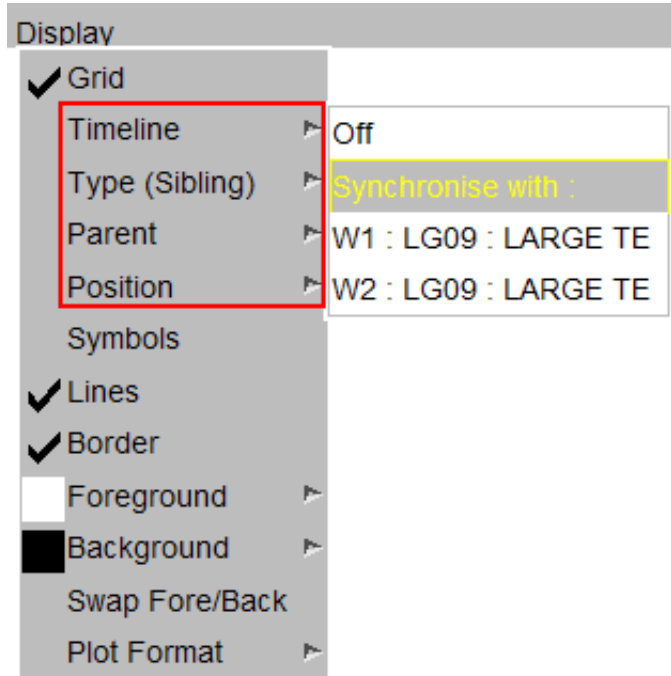 Display
Grid
Timeline
Type (Sibling)
Parent
Position
Symbols
Lines
Border
Foreground
Background
Swap Fore/Back
Plot Format
Off
Synchronise with :
W1 : LG09 : LARGE TE
W2 : LG09 : LARGE TE